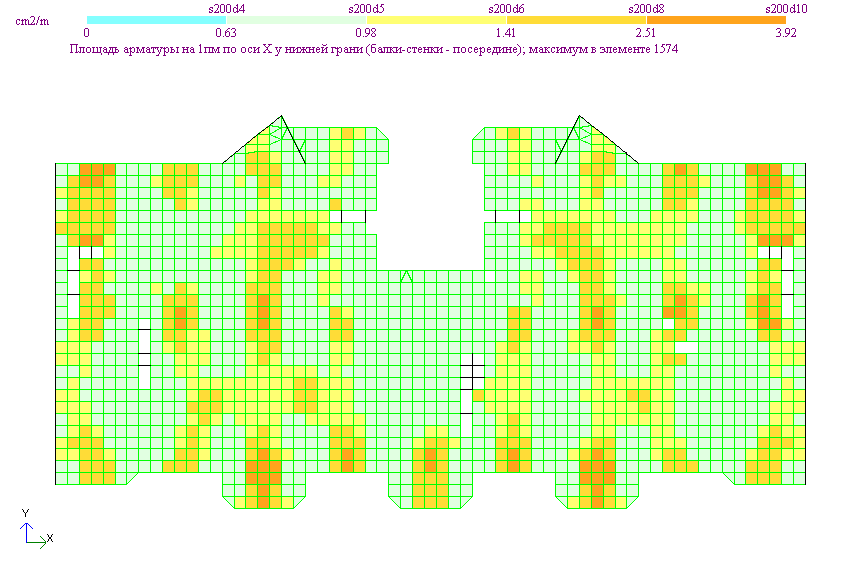 s200d4 s200d5 s200d6 s200d8 s200d10
cm2/m
0 0.63 0.98 1.41 2.51 3.92
Площадь арматуры на 1пм по оси X у нижней грани (балки-стенки - посередине); максимум в элементе 1574
Y
X